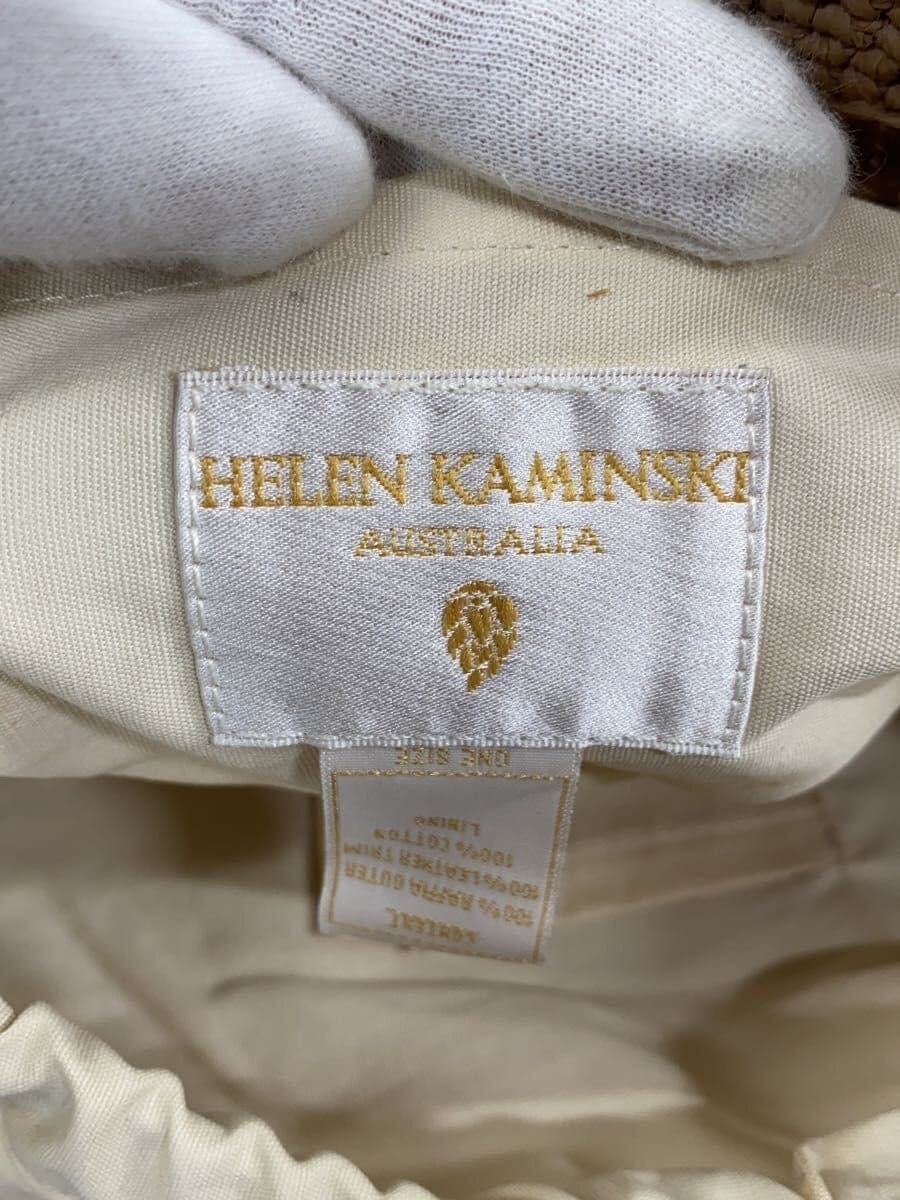 HELEN KAMINSKI
AUSTRALIA
100% RAFFIA OUTER
100% LEATHER TRIM
100% COTTON
LINING
ONE SIZE